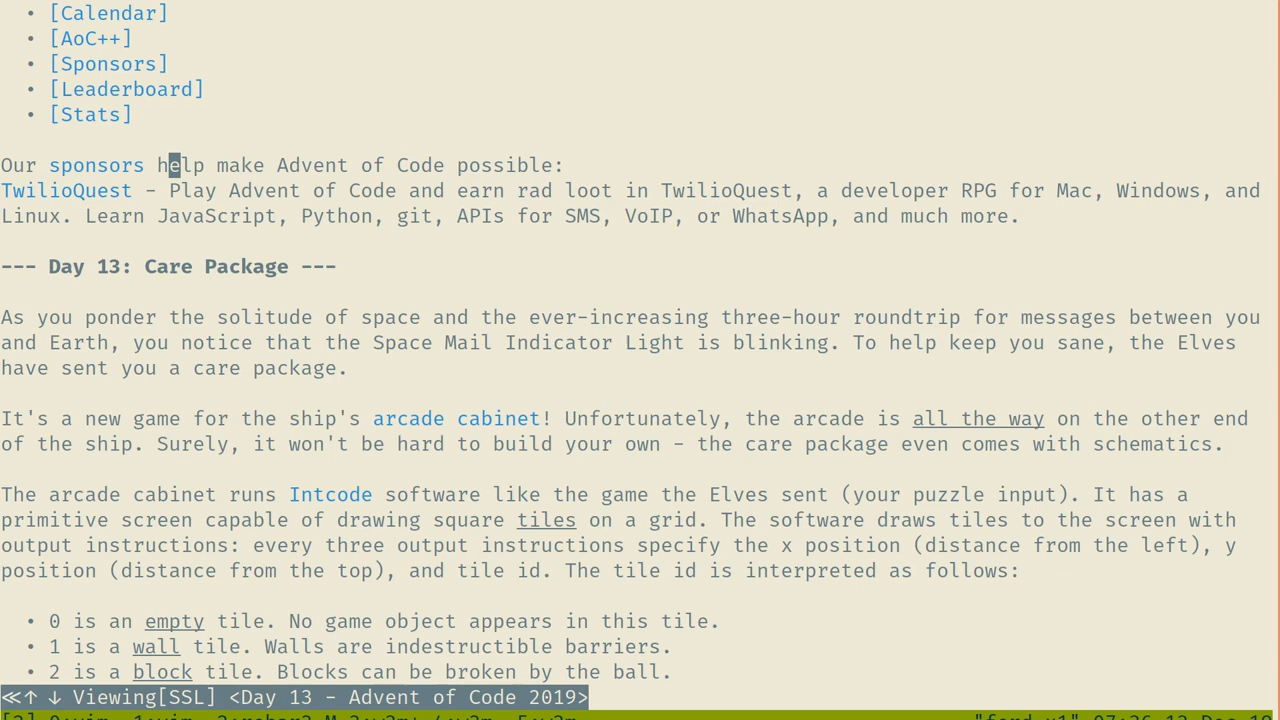 • [Calendar]
• [AoC++]
• [Sponsors]
• [Leaderboard]
• [Stats]
Our sponsors help make Advent of Code possible:
TwilioQuest - Play Advent of Code and earn rad loot in TwilioQuest, a developer RPG for Mac, Windows, and
Linux. Learn JavaScript, Python, git, APIs for SMS, VoIP, or WhatsApp, and much more.
--- Day 13: Care Package ---
As you ponder the solitude of space and the ever-increasing three-hour roundtrip for messages between you
and Earth, you notice that the Space Mail Indicator Light is blinking. To help keep you sane, the Elves
have sent you a care package.
It's a new game for the ship's arcade cabinet! Unfortunately, the arcade is all the way on the other end
of the ship. Surely, it won't be hard to build your own - the care package even comes with schematics.
The arcade cabinet runs Intcode software like the game the Elves sent (your puzzle input). It has a
primitive screen capable of drawing square tiles on a grid. The software draws tiles to the screen with
output instructions: every three output instructions specify the x position (distance from the left), y
position (distance from the top), and tile id. The tile id is interpreted as follows:
• 0 is an empty tile. No game object appears in this tile.
• 1 is a wall tile. Walls are indestructible barriers.
• 2 is a block tile. Blocks can be broken by the ball.
≪↑ ↓ Viewing[SSL] <Day 13 - Advent of Code 2019>